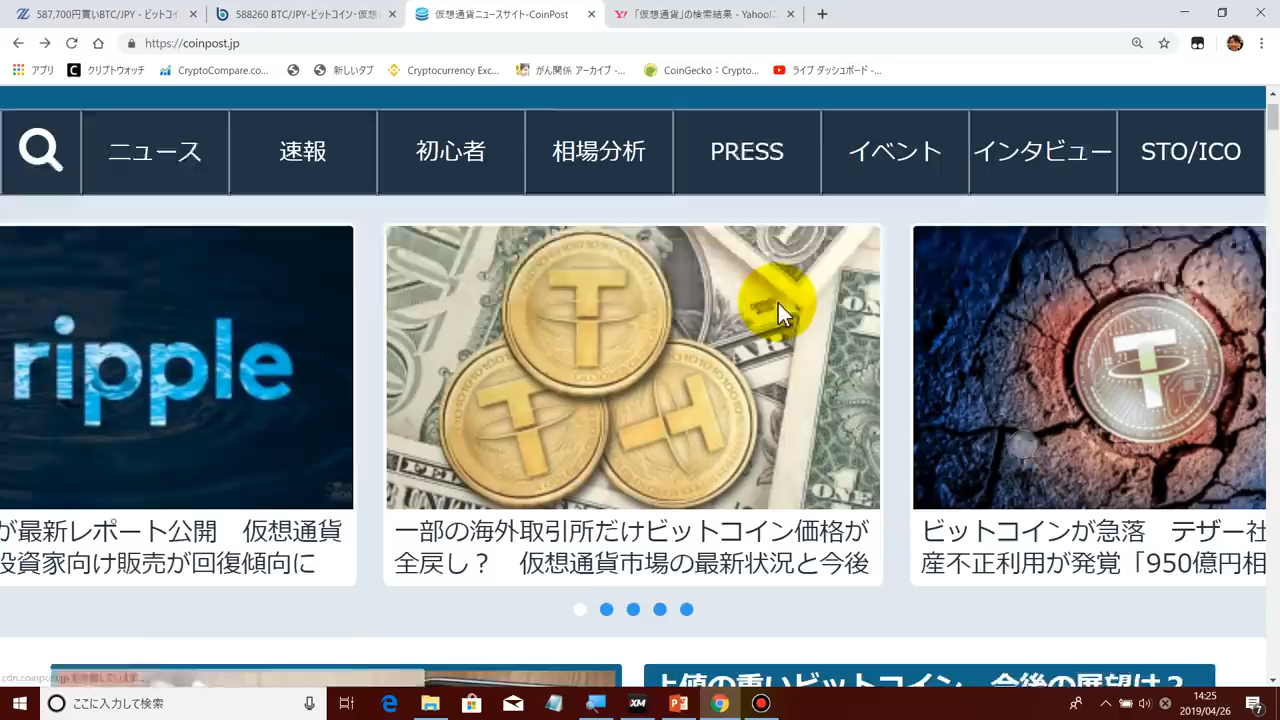 587,700円買いBTC/JPY - ビットコイ
588260 BTC/JPY-ビットコイン・仮想
仮想通貨ニュースサイト-CoinPost
「仮想通貨」の検索結果 - Yahoo!ニ
https://coinpost.jp
アプリ
クリプトウォッチ
CryptoCompare.co...
新しいタブ
Cryptocurrency Exc...
がん関係 アーカイブ -...
CoinGecko：Crypto...
ライブ ダッシュボード -...
ニュース
速報
初心者
相場分析
PRESS
イベント
インタビュー
STO/ICO
ripple
ONE
が最新レポート公開 仮想通貨
投資家向け販売が回復傾向に
一部の海外取引所だけビットコイン価格が
全戻し？ 仮想通貨市場の最新状況と今後
ビットコインが急落 テザー社
産不正利用が発覚「950億円相
上値の重いビットコイン、今後の展望は？
ここに入力して検索
XM
14:25
2019/04/26
7